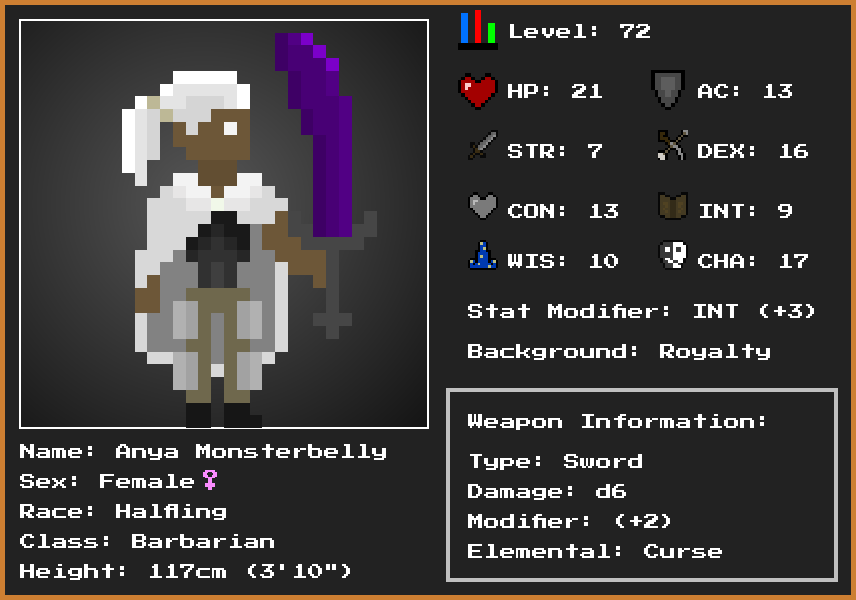 Level: 72
HP: 21
AC: 13
STR: 7
DEX: 16
CON: 13
INT: 9
WIS: 10
CHA: 17
Stat Modifier: INT (+3)
Background: Royalty
Weapon Information:
Type: Sword
Damage: d6
Modifier: (+2)
Elemental: Curse
Name: Anya Monsterbelly
Sex: Female♀
Race: Halfling
Class: Barbarian
Height: 117cm (3'10")